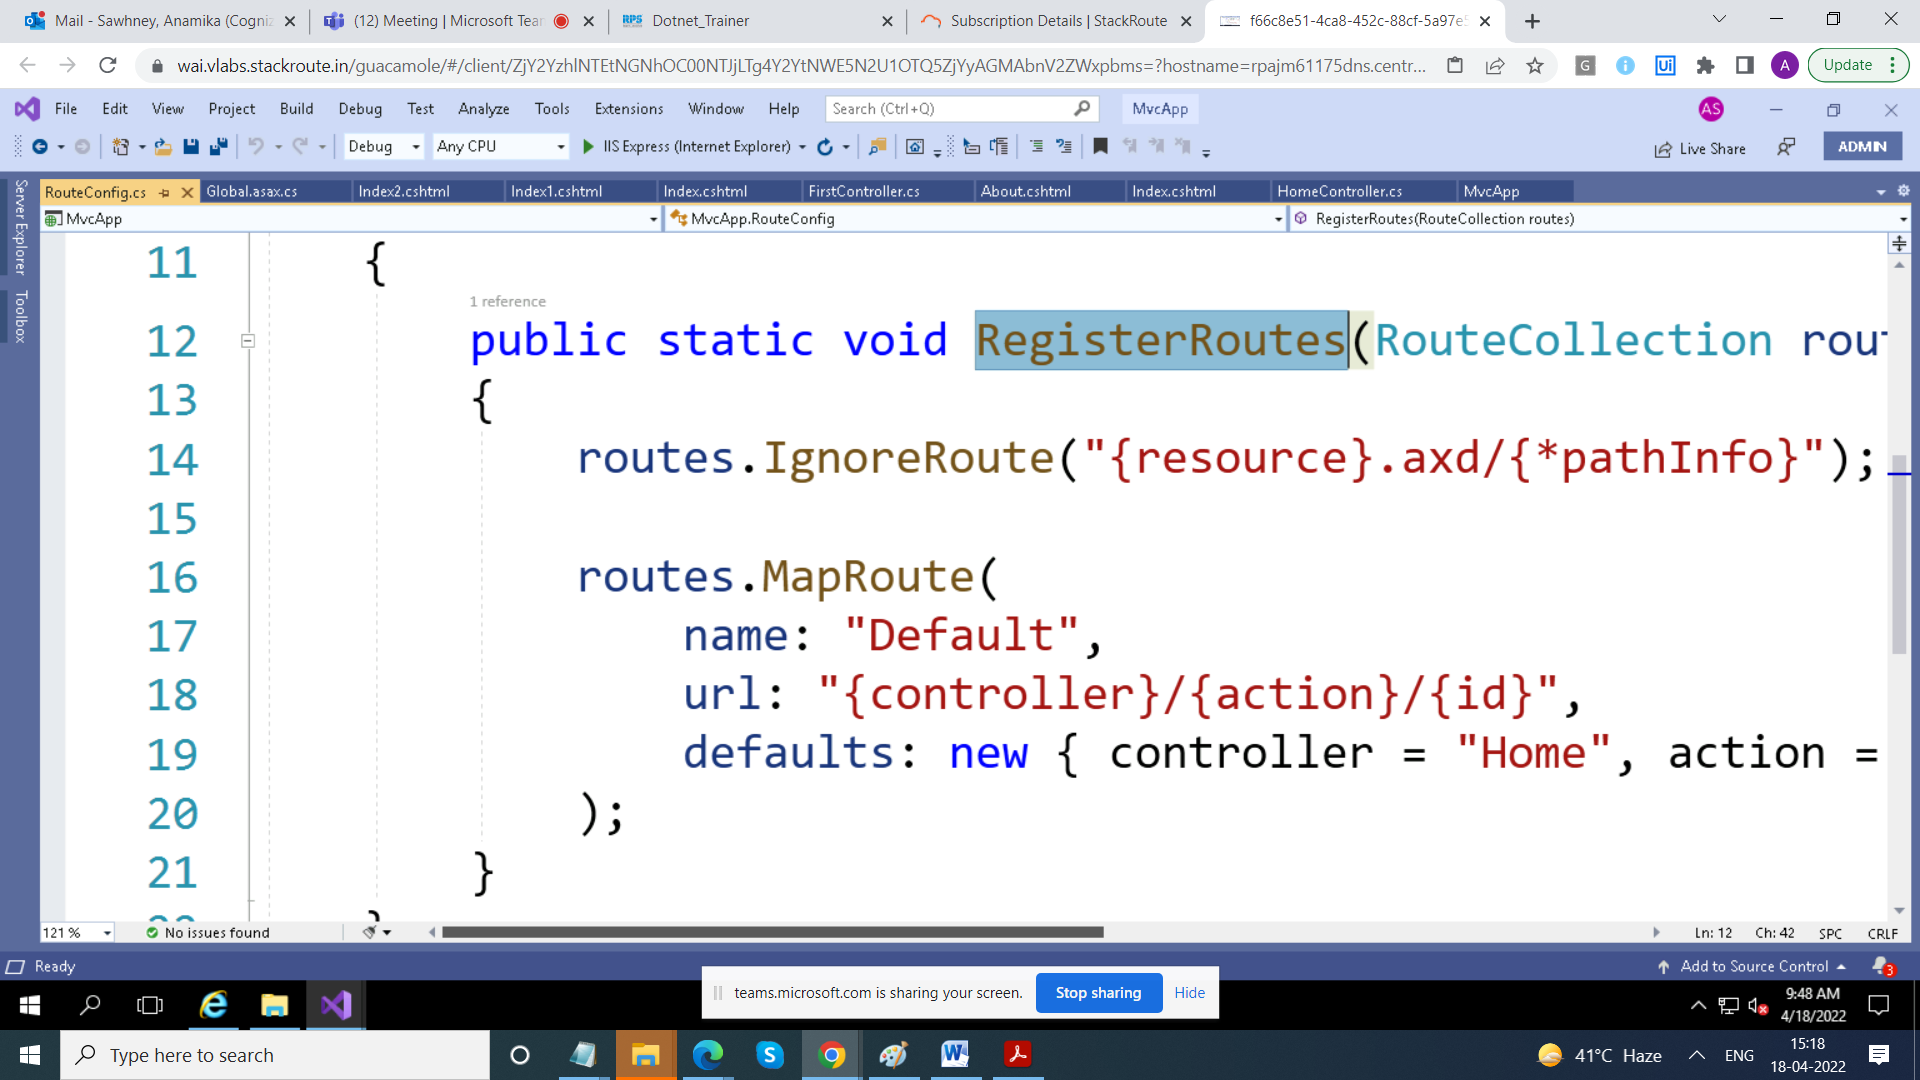 Mail - Sawhney, Anamika (Cogniz
(12) Meeting | Microsoft Tear
Dotnet_Trainer
Subscription Details | StackRoute
f66c8e51-4ca8-452c-88cf-5a97e5
wai.vlabs.stackroute.in/guacamole/#/client/ZjY2YzhlNTEtNGNhOC00NTJjLTg4Y2YtNWE5N2U1OTQ5ZjYyAGMAbnV2ZWxpbms=?hostname=rpajm61175dns.centr...
Update
File Edit View Project Build Debug Test Analyze Tools Extensions Window Help Search (Ctrl+Q) MvcApp AS
Debug Any CPU IIS Express (Internet Explorer) Live Share ADMIN
Server Explorer
Toolbox
RouteConfig.cs Global.asax.cs Index2.cshtml Index1.cshtml Index.cshtml FirstController.cs About.cshtml Index.cshtml HomeController.cs MvcApp
MvcApp MvcApp.RouteConfig RegisterRoutes(RouteCollection routes)
11 {
1 reference
12 public static void RegisterRoutes(RouteCollection rout
13 {
14 routes.IgnoreRoute("{resource}.axd/{*pathInfo}");
15
16 routes.MapRoute(
17 name: "Default",
18 url: "{controller}/{action}/{id}",
19 defaults: new { controller = "Home", action =
20 );
21 }
121 % No issues found Ln: 12 Ch: 42 SPC CRLF
Ready Add to Source Control 3
teams.microsoft.com is sharing your screen. Stop sharing Hide
9:48 AM
4/18/2022
Type here to search 41°C Haze ENG
15:18
18-04-2022